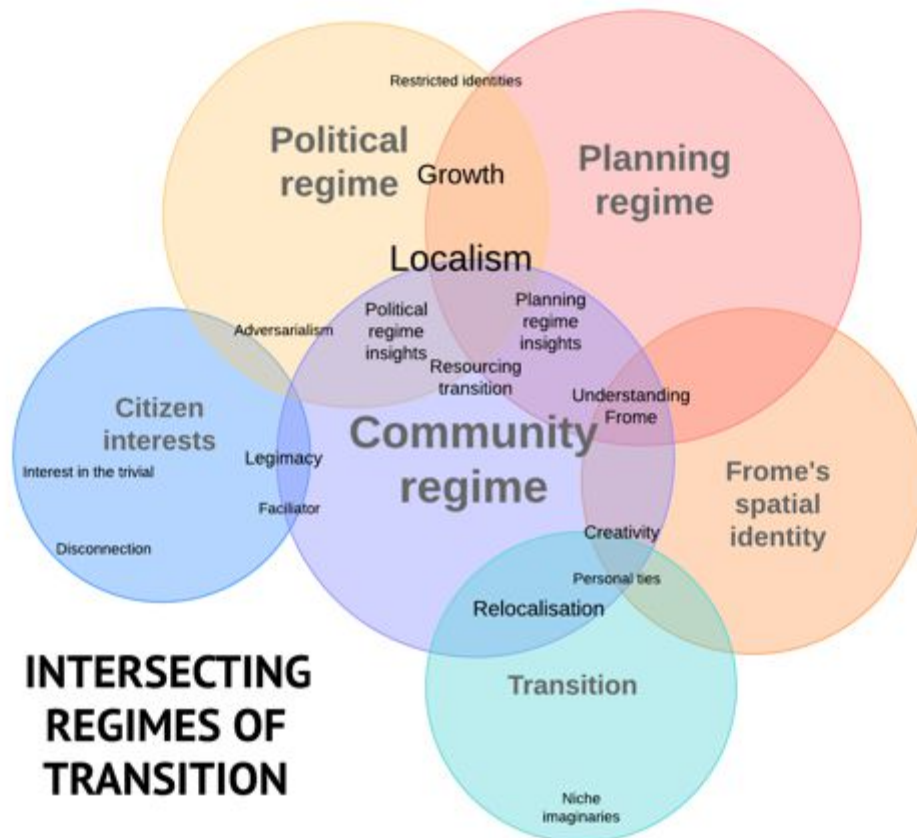 Restricted identities
Political
regime
Planning
regime
Growth
Localism
Political
regime
insights
Planning
regime
insights
Adversarialism
Resourcing
transition
Understanding
Frome
Citizen
interests
Community
regime
Interest in the trivial
Legimacy
Faciliator
Disconnection
Frome's
spatial
identity
Creativity
Personal ties
Relocalisation
Transition
Niche
imaginaries
INTERSECTING
REGIMES OF
TRANSITION